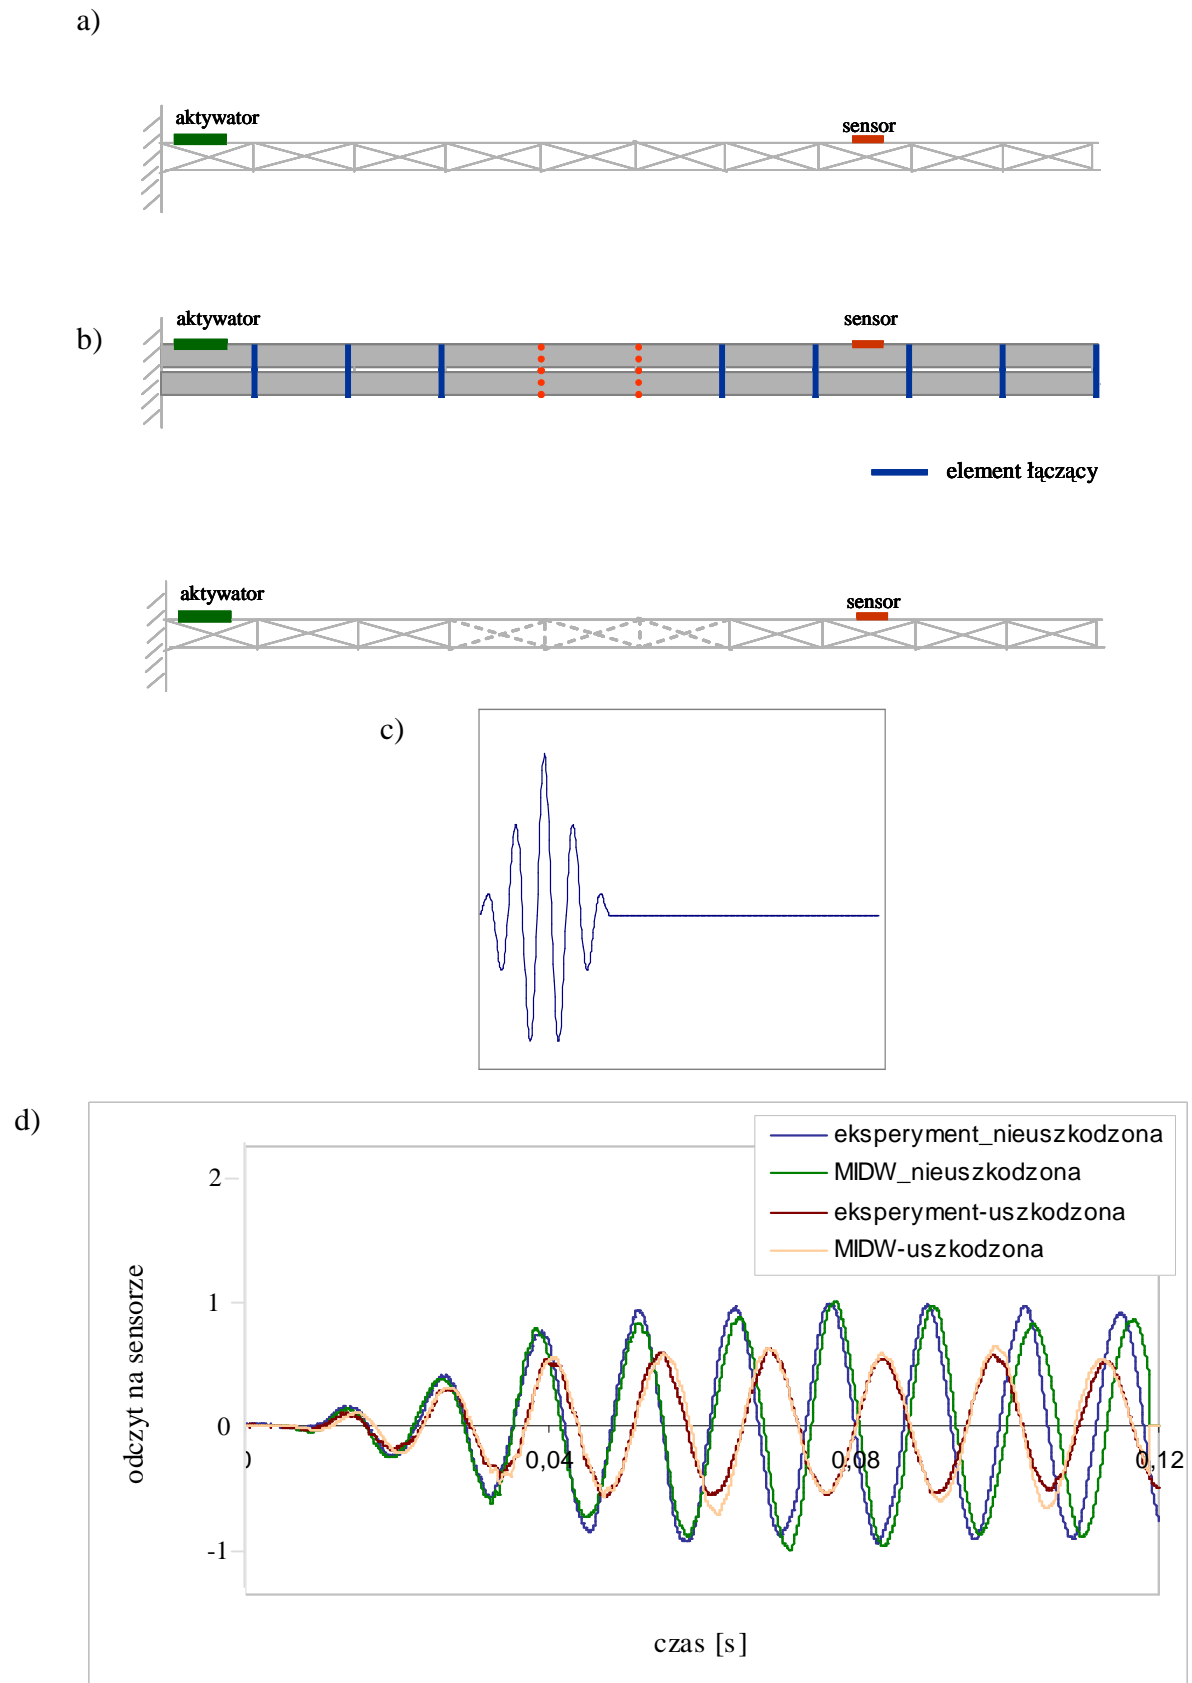 a)
aktywator
sensor
b)
aktywator
sensor
element łączący
aktywator
sensor
c)
d)
eksperyment_nieuszkodzona
MIDW_nieuszkodzona
eksperyment-uszkodzona
MIDW-uszkodzona
odczyt na sensorze
2
1
0
-1
0
0,04
0,08
0,12
czas [s]